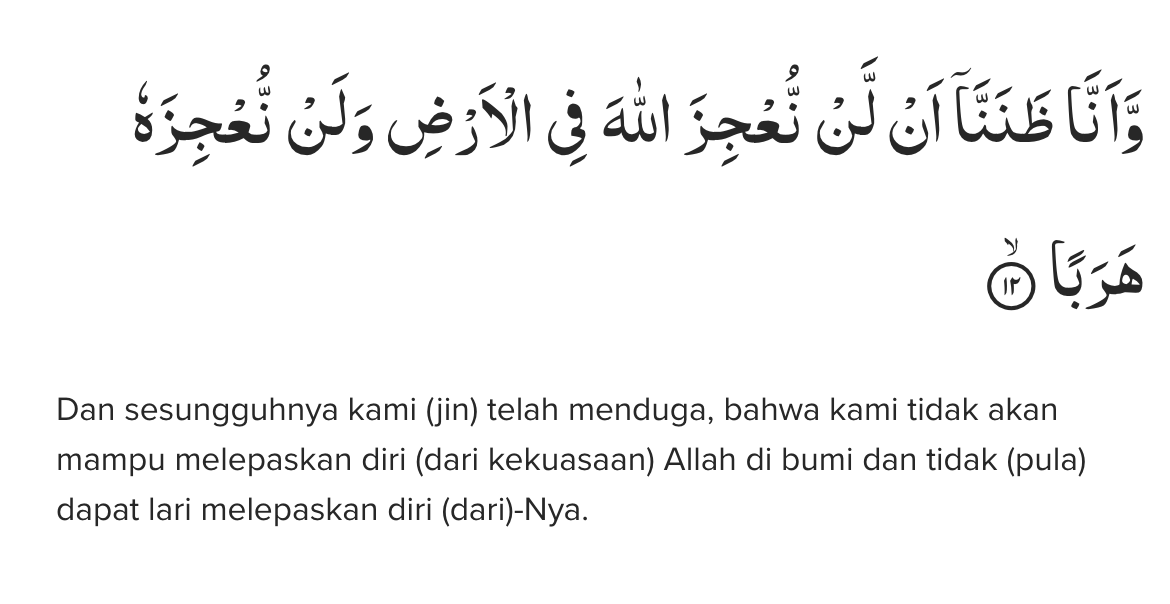 وَّاَنَّا ظَنَنَّآ اَنْ لَّنْ نُّعْجِزَ اللّٰهَ فِى الْاَرْضِ وَلَنْ نُّعْجِزَهٗ
هَرَبًاۙ ١٢
Dan sesungguhnya kami (jin) telah menduga, bahwa kami tidak akan
mampu melepaskan diri (dari kekuasaan) Allah di bumi dan tidak (pula)
dapat lari melepaskan diri (dari)-Nya.